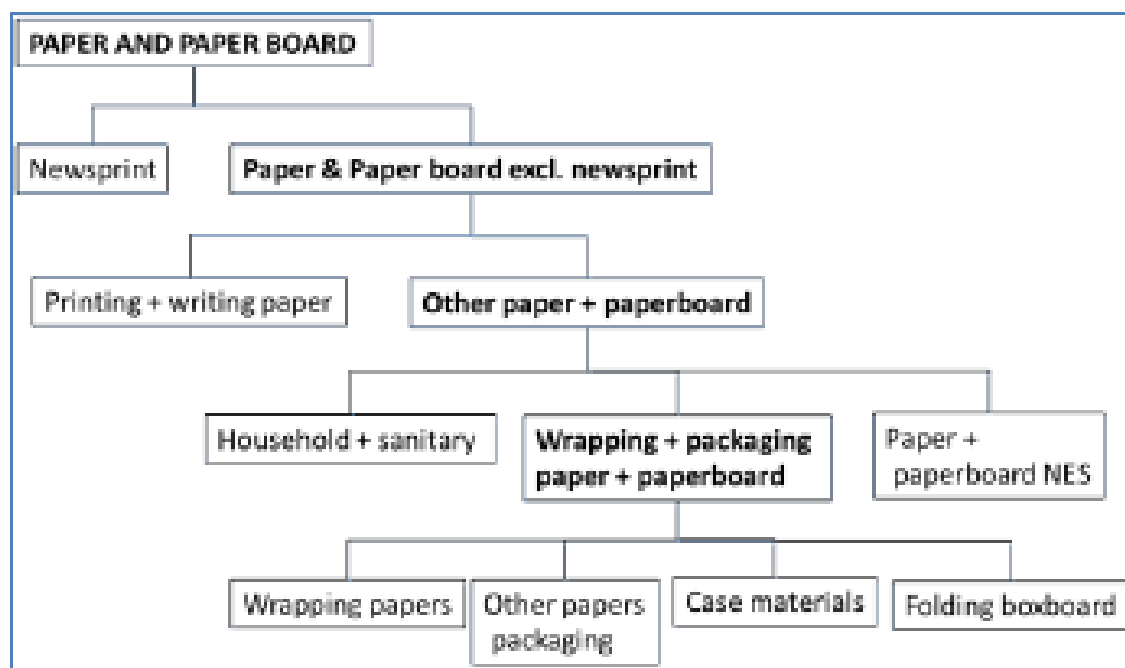 PAPER AND PAPER BOARD
Newsprint
Paper & Paper board excl. newsprint
Printing + writing paper
Other paper + paperboard
Household + sanitary
Wrapping + packaging
paper + paperboard
Paper +
paperboard NES
Wrapping papers
Other papers
packaging
Case materials
Folding boxboard